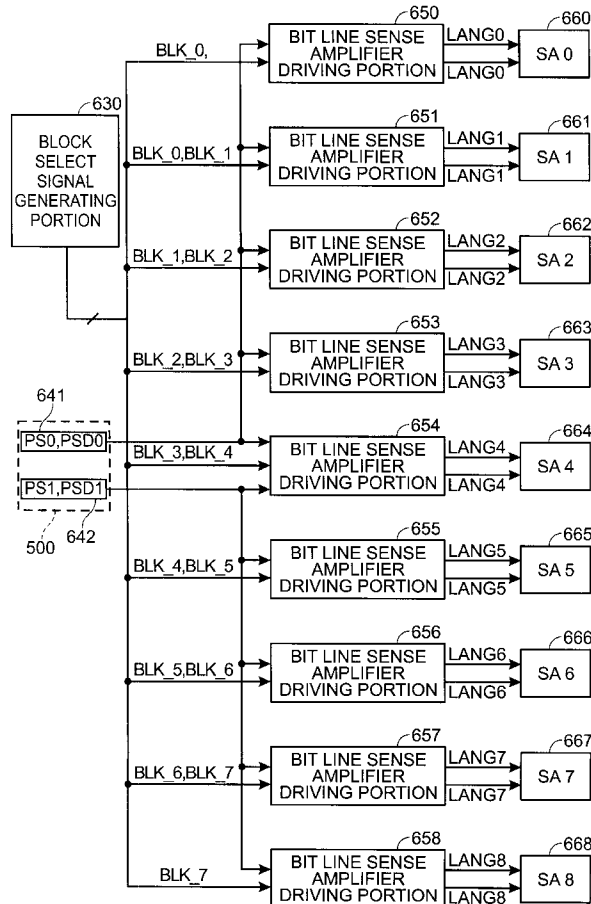 650
660
BIT LINE SENSE
AMPLIFIER
DRIVING PORTION
LANG0
LANG0
SA 0
BLK_0,
630
BLOCK
SELECT
SIGNAL
GENERATING
PORTION
651
661
BIT LINE SENSE
AMPLIFIER
DRIVING PORTION
LANG1
LANG1
SA 1
BLK_0,BLK_1
652
662
BIT LINE SENSE
AMPLIFIER
DRIVING PORTION
LANG2
LANG2
SA 2
BLK_1,BLK_2
653
663
BIT LINE SENSE
AMPLIFIER
DRIVING PORTION
LANG3
LANG3
SA 3
BLK_2,BLK_3
641
PS0,PSD0
654
664
BIT LINE SENSE
AMPLIFIER
DRIVING PORTION
LANG4
LANG4
SA 4
BLK_3,BLK_4
PS1,PSD1
500
642
655
665
BIT LINE SENSE
AMPLIFIER
DRIVING PORTION
LANG5
LANG5
SA 5
BLK_4,BLK_5
656
666
BIT LINE SENSE
AMPLIFIER
DRIVING PORTION
LANG6
LANG6
SA 6
BLK_5,BLK_6
657
667
BIT LINE SENSE
AMPLIFIER
DRIVING PORTION
LANG7
LANG7
SA 7
BLK_6,BLK_7
658
668
BIT LINE SENSE
AMPLIFIER
DRIVING PORTION
LANG8
LANG8
SA 8
BLK_7